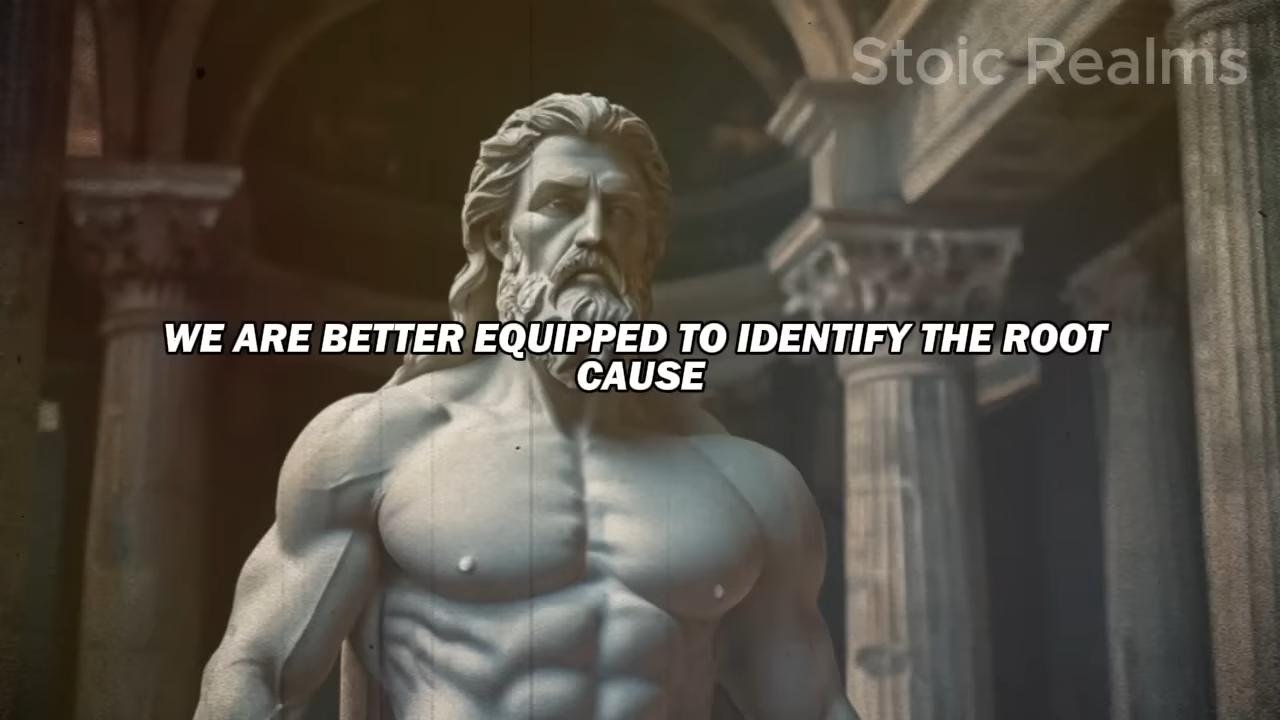 Stoic Realms
WE ARE BETTER EQUIPPED TO IDENTIFY THE ROOT
CAUSE